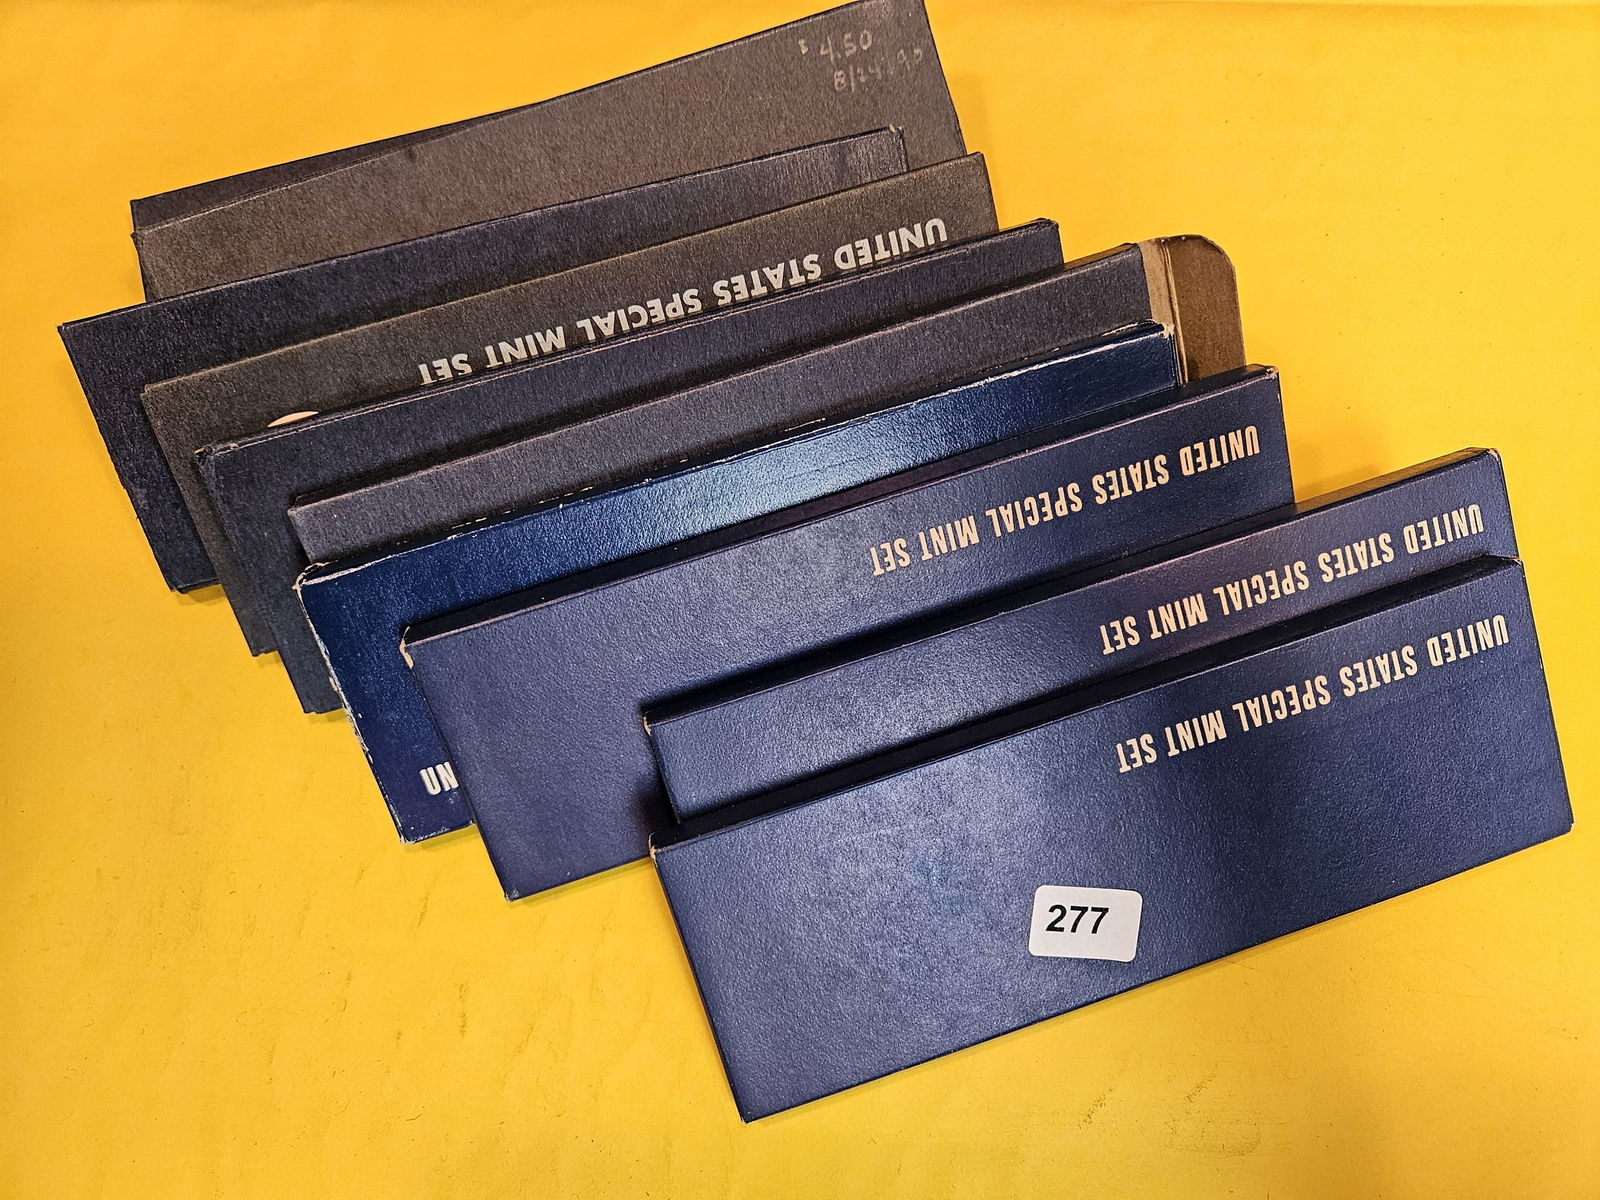 $4.50
8/24/90
UNITED STATES SPECIAL MINT SET
UNITED STATES SPECIAL MINT SET
UNITED STATES SPECIAL MINT SET
UNITED STATES SPECIAL MINT SET
UN
277